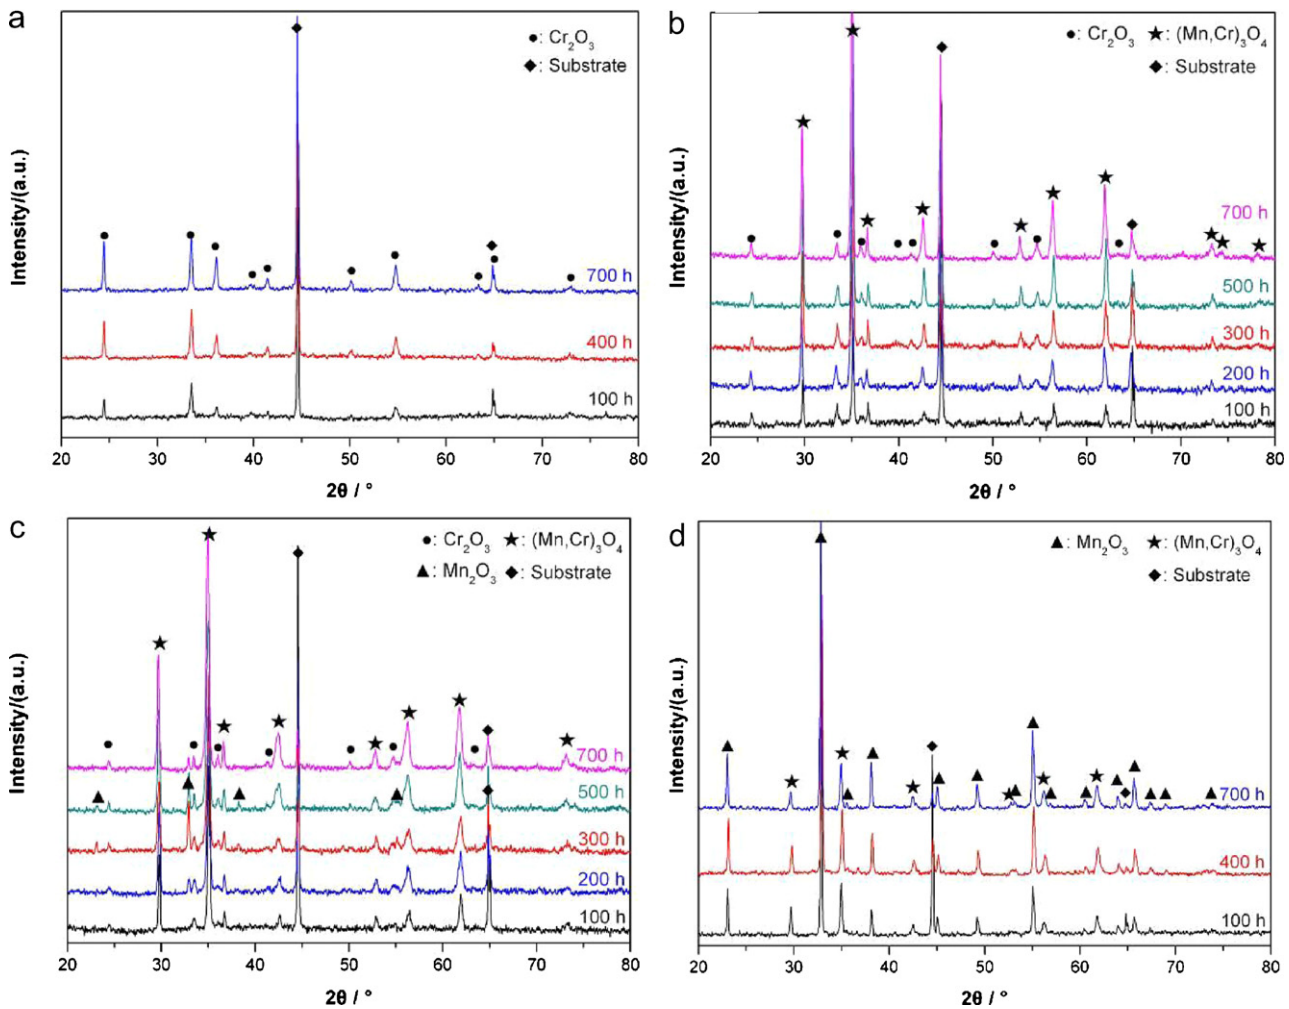 a
●: Cr₂O₃
◆: Substrate
Intensity/(a.u.)
700 h
400 h
100 h
20 30 40 50 60 70 80
2θ / °
b
●: Cr₂O₃ ★: (Mn,Cr)₃O₄
◆: Substrate
Intensity/(a.u.)
700 h
500 h
300 h
200 h
100 h
20 30 40 50 60 70 80
2θ / °
c
●: Cr₂O₃ ★: (Mn,Cr)₃O₄
▲: Mn₂O₃ ◆: Substrate
Intensity/(a.u.)
700 h
500 h
300 h
200 h
100 h
20 30 40 50 60 70 80
2θ / °
d
▲: Mn₂O₃ ★: (Mn,Cr)₃O₄
◆: Substrate
Intensity/(a.u.)
700 h
400 h
100 h
20 30 40 50 60 70 80
2θ / °